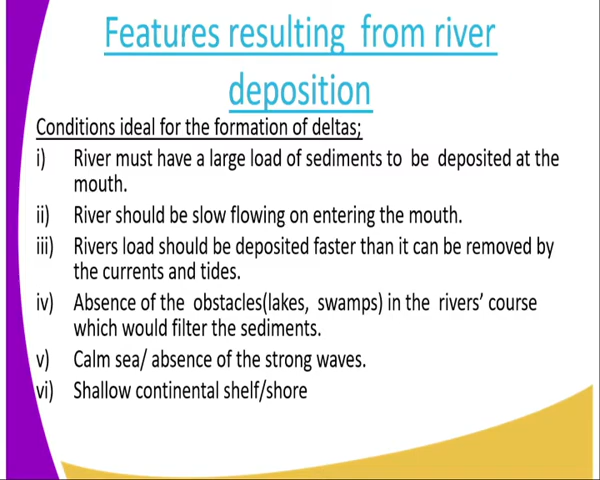 Features resulting from river
deposition
Conditions ideal for the formation of deltas;
i) River must have a large load of sediments to be deposited at the
mouth.
ii) River should be slow flowing on entering the mouth.
iii) Rivers load should be deposited faster than it can be removed by
the currents and tides.
iv) Absence of the obstacles(lakes, swamps) in the rivers’ course
which would filter the sediments.
v) Calm sea/ absence of the strong waves.
vi) Shallow continental shelf/shore